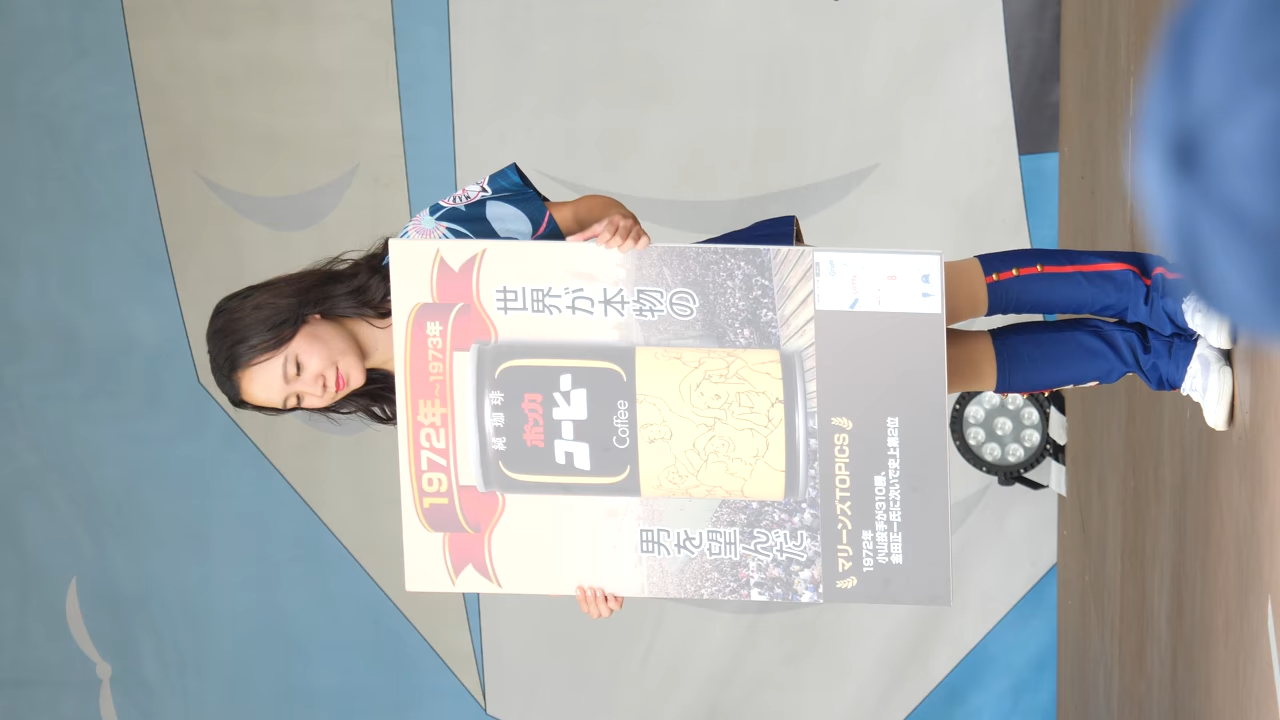 1972年～1973年
世界が本物の
男を望んだ
純 珈 琲
ポッカ
コーヒー
Coffee
マリーンズTOPICS
1972年
小山投手が310勝、
金田正一氏に次いで史上第2位